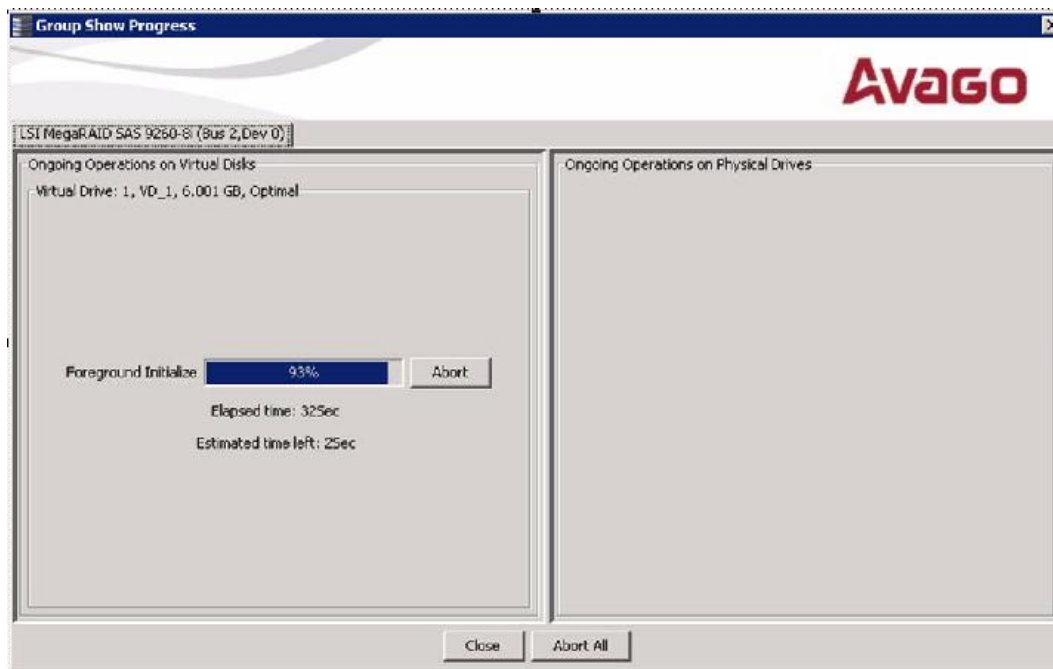 Group Show Progress
AVAGO
LSI MegaRAID SAS 9260-8i (Bus 2,Dev 0)
Ongoing Operations on Virtual Disks
Ongoing Operations on Physical Drives
Virtual Drive: 1, VD_1, 6.001 GB, Optimal
Foreground Initialize 93% Abort
Elapsed time: 32Sec
Estimated time left: 2Sec
Close Abort All